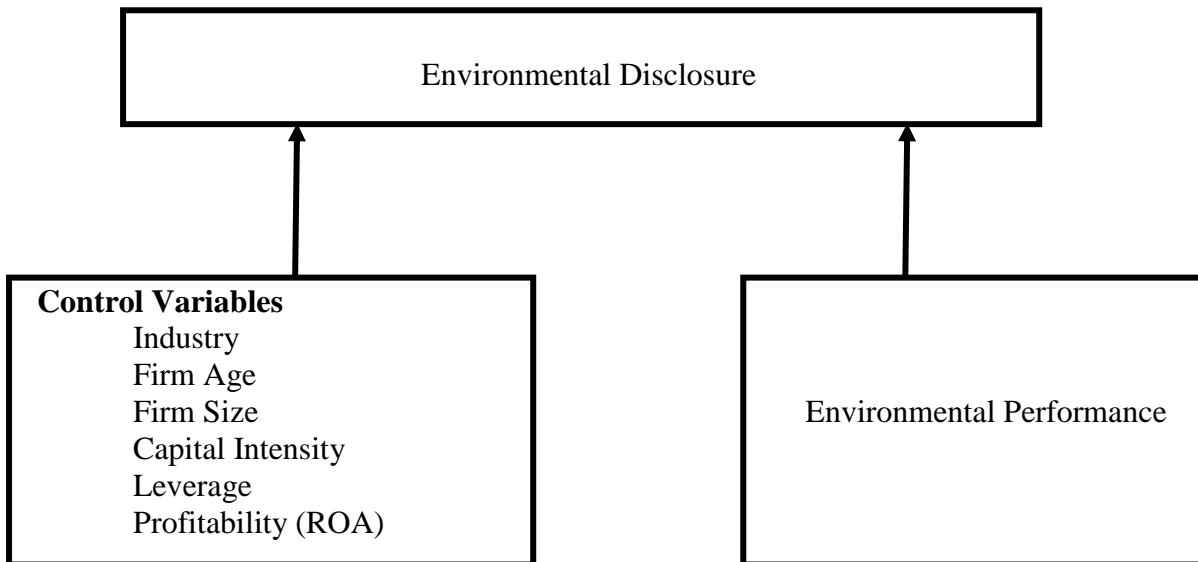 Environmental Disclosure
Control Variables
Industry
Firm Age
Firm Size
Capital Intensity
Leverage
Profitability (ROA)
Environmental Performance